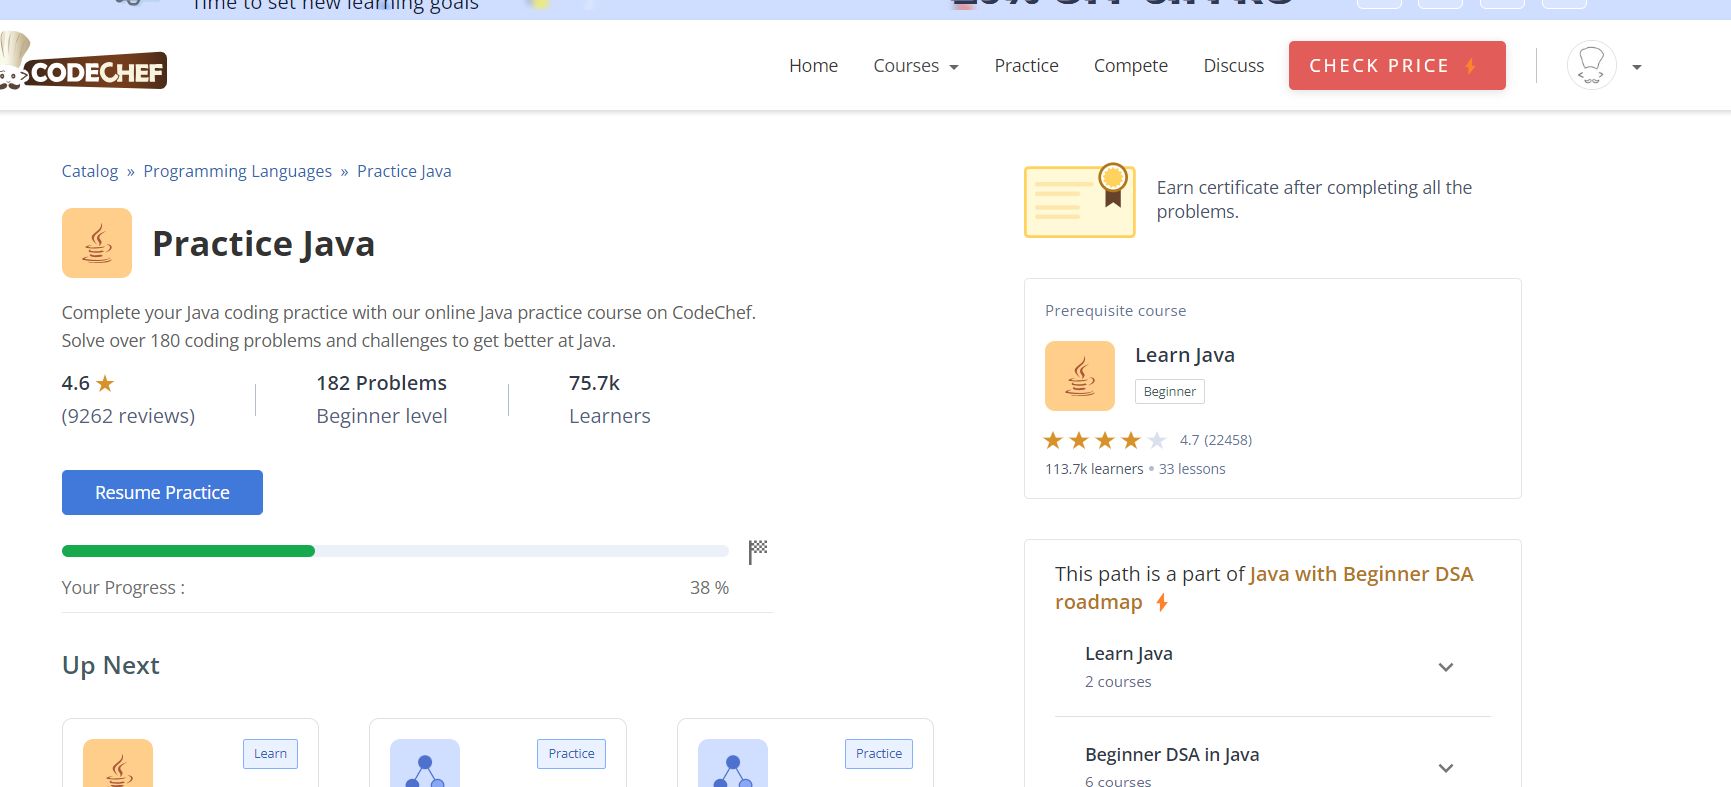 Time to set new learning goals
CODECHEF
Home
Courses
Practice
Compete
Discuss
CHECK PRICE
Catalog » Programming Languages » Practice Java
Practice Java
Complete your Java coding practice with our online Java practice course on CodeChef.
Solve over 180 coding problems and challenges to get better at Java.
4.6
(9262 reviews)
182 Problems
Beginner level
75.7k
Learners
Resume Practice
Your Progress :
38 %
Up Next
Learn
Practice
Practice
Earn certificate after completing all the
problems.
Prerequisite course
Learn Java
Beginner
4.7 (22458)
113.7k learners • 33 lessons
This path is a part of Java with Beginner DSA
roadmap
Learn Java
2 courses
Beginner DSA in Java
6 courses